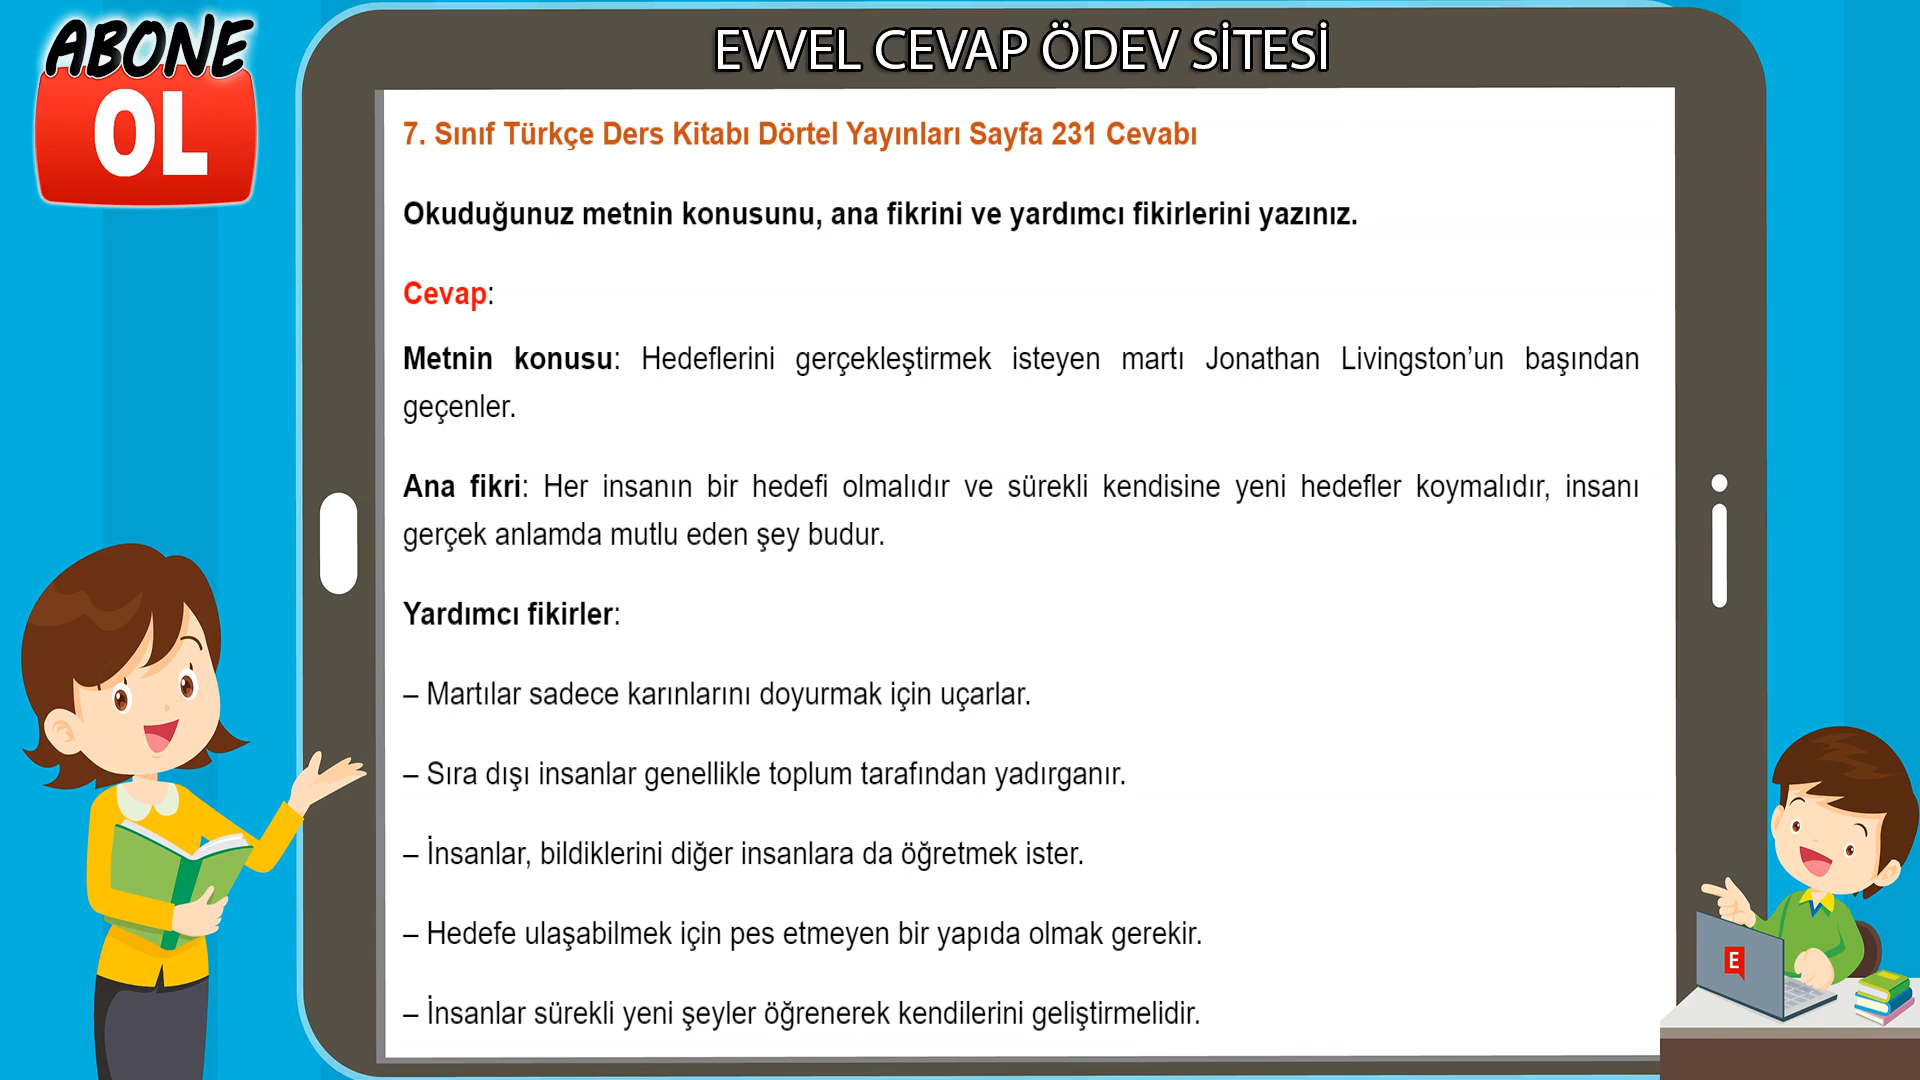 ABONE
OL
EVVEL CEVAP ÖDEV SİTESİ
7. Sınıf Türkçe Ders Kitabı Dörtel Yayınları Sayfa 231 Cevabı
Okuduğunuz metnin konusunu, ana fikrini ve yardımcı fikirlerini yazınız.
Cevap:
Metnin konusu: Hedeflerini gerçekleştirmek isteyen martı Jonathan Livingston’un başından
geçenler.
Ana fikri: Her insanın bir hedefi olmalıdır ve sürekli kendisine yeni hedefler koymalıdır, insanı
gerçek anlamda mutlu eden şey budur.
Yardımcı fikirler:
– Martılar sadece karınlarını doyurmak için uçarlar.
– Sıra dışı insanlar genellikle toplum tarafından yadırganır.
– İnsanlar, bildiklerini diğer insanlara da öğretmek ister.
– Hedefe ulaşabilmek için pes etmeyen bir yapıda olmak gerekir.
– İnsanlar sürekli yeni şeyler öğrenerek kendilerini geliştirmelidir.
E